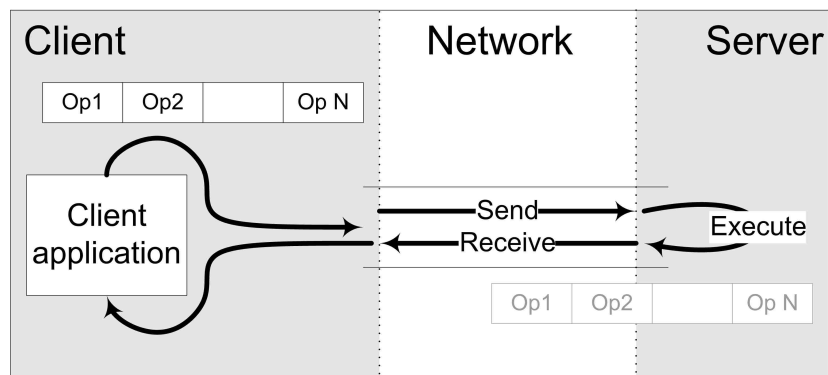 Client Network Server
Op1 Op2 Op N
Client
application
Send
Receive
Execute
Op1 Op2 Op N